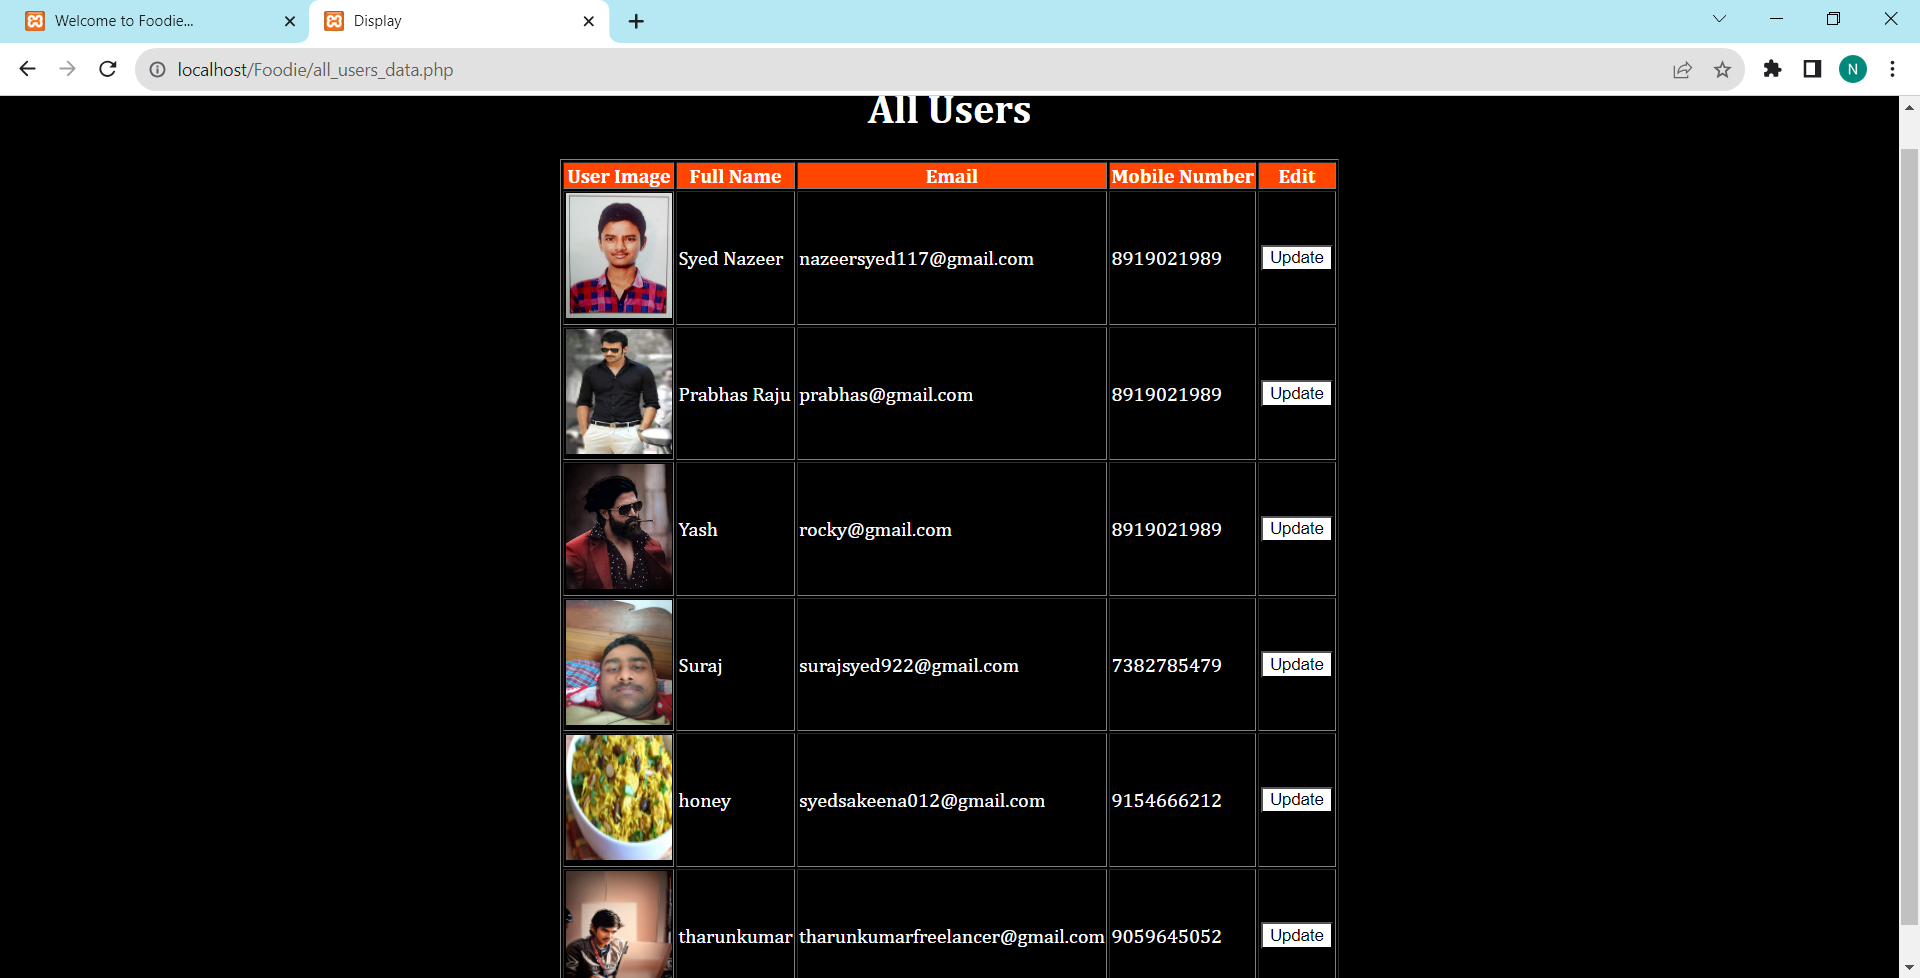 Welcome to Foodie...
Display
localhost/Foodie/all_users_data.php
N
All Users
User Image Full Name Email Mobile Number Edit
Syed Nazeer nazeersyed117@gmail.com 8919021989 Update
Prabhas Raju prabhas@gmail.com 8919021989 Update
Yash rocky@gmail.com 8919021989 Update
Suraj surajsyed922@gmail.com 7382785479 Update
honey syedsakeena012@gmail.com 9154666212 Update
tharunkumar tharunkumarfreelancer@gmail.com 9059645052 Update